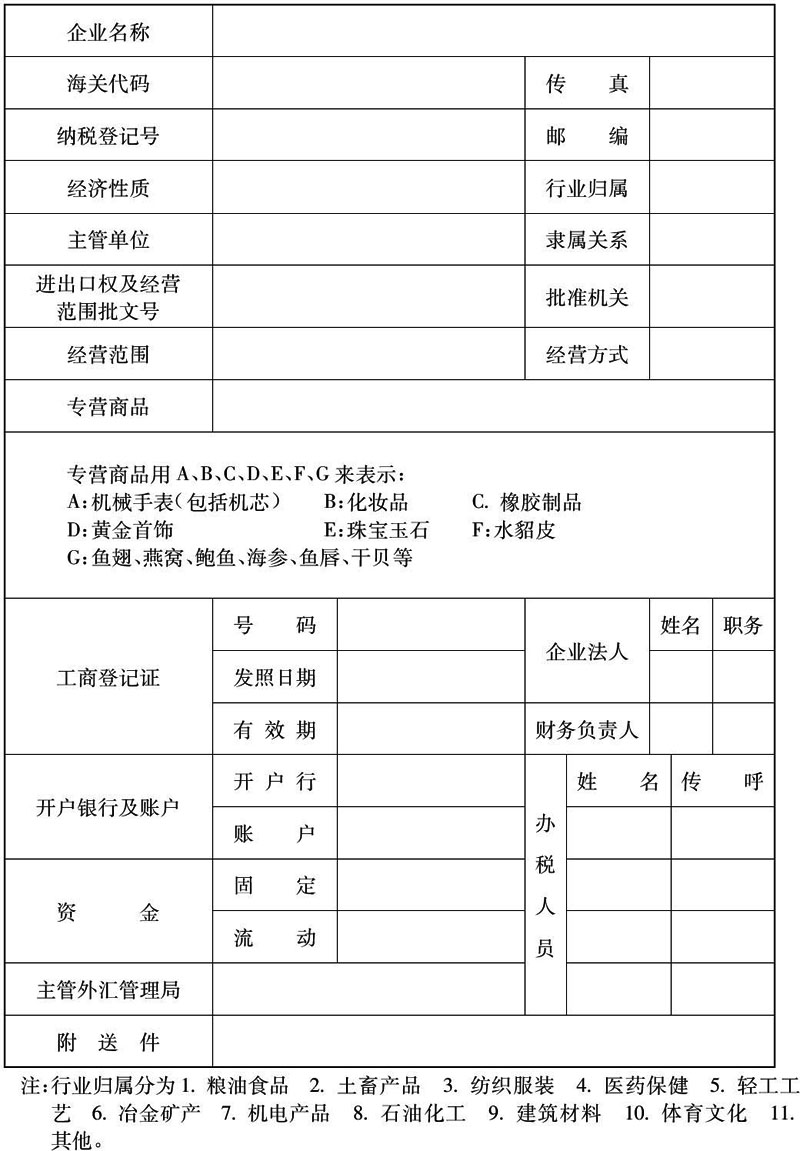 企业名称
海关代码 传 真
纳税登记号 邮 编
经济性质 行业归属
主管单位 隶属关系
进出口权及经营
范围批文号 批准机关
经营范围 经营方式
专营商品
专营商品用A、B、C、D、E、F、G来表示:
A:机械手表(包括机芯) B:化妆品 C. 橡胶制品
D:黄金首饰 E:珠宝玉石 F:水貂皮
G:鱼翅、燕窝、鲍鱼、海参、鱼唇、干贝等
工商登记证 号 码 企业法人 姓名 职务
发照日期
有 效 期 财务负责人
开户银行及账户 开 户 行 办税人员 姓 名 传 呼
账 户
资 金 固 定
流 动
主管外汇管理局
附 送 件
注:行业归属分为1. 粮油食品 2. 土畜产品 3. 纺织服装 4. 医药保健 5. 轻工工
艺 6. 冶金矿产 7. 机电产品 8. 石油化工 9. 建筑材料 10. 体育文化 11.
其他。